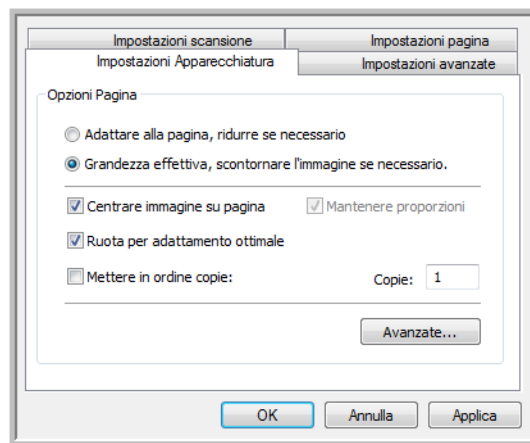 Impostazioni scansione
Impostazioni pagina
Impostazioni Apparecchiatura
Impostazioni avanzate
Opzioni Pagina
Adattare alla pagina, ridurre se necessario
Grandezza effettiva, scontornare l'immagine se necessario.
Centrare immagine su pagina
Mantenere proporzioni
Ruota per adattamento ottimale
Mettere in ordine copie:
Copie: 1
Avanzate...
OK
Annulla
Applica